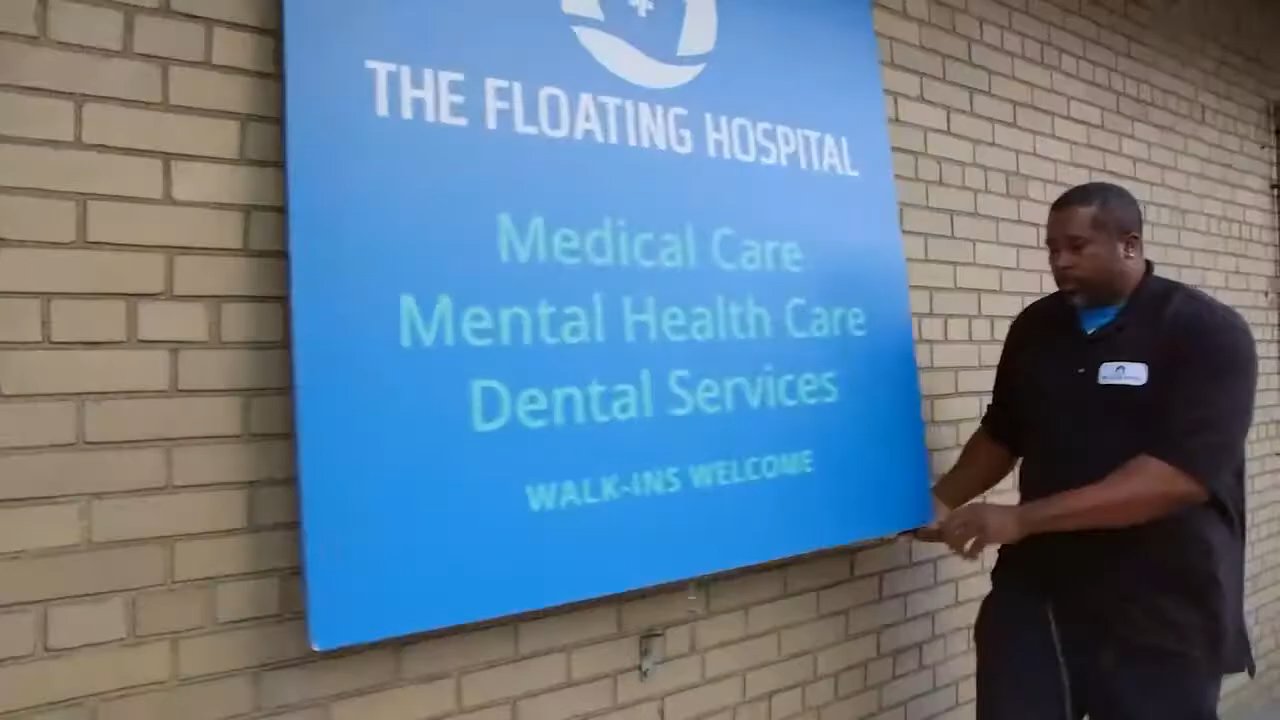 THE FLOATING HOSPITAL
Medical Care
Mental Health Care
Dental Services
WALK-INS WELCOME